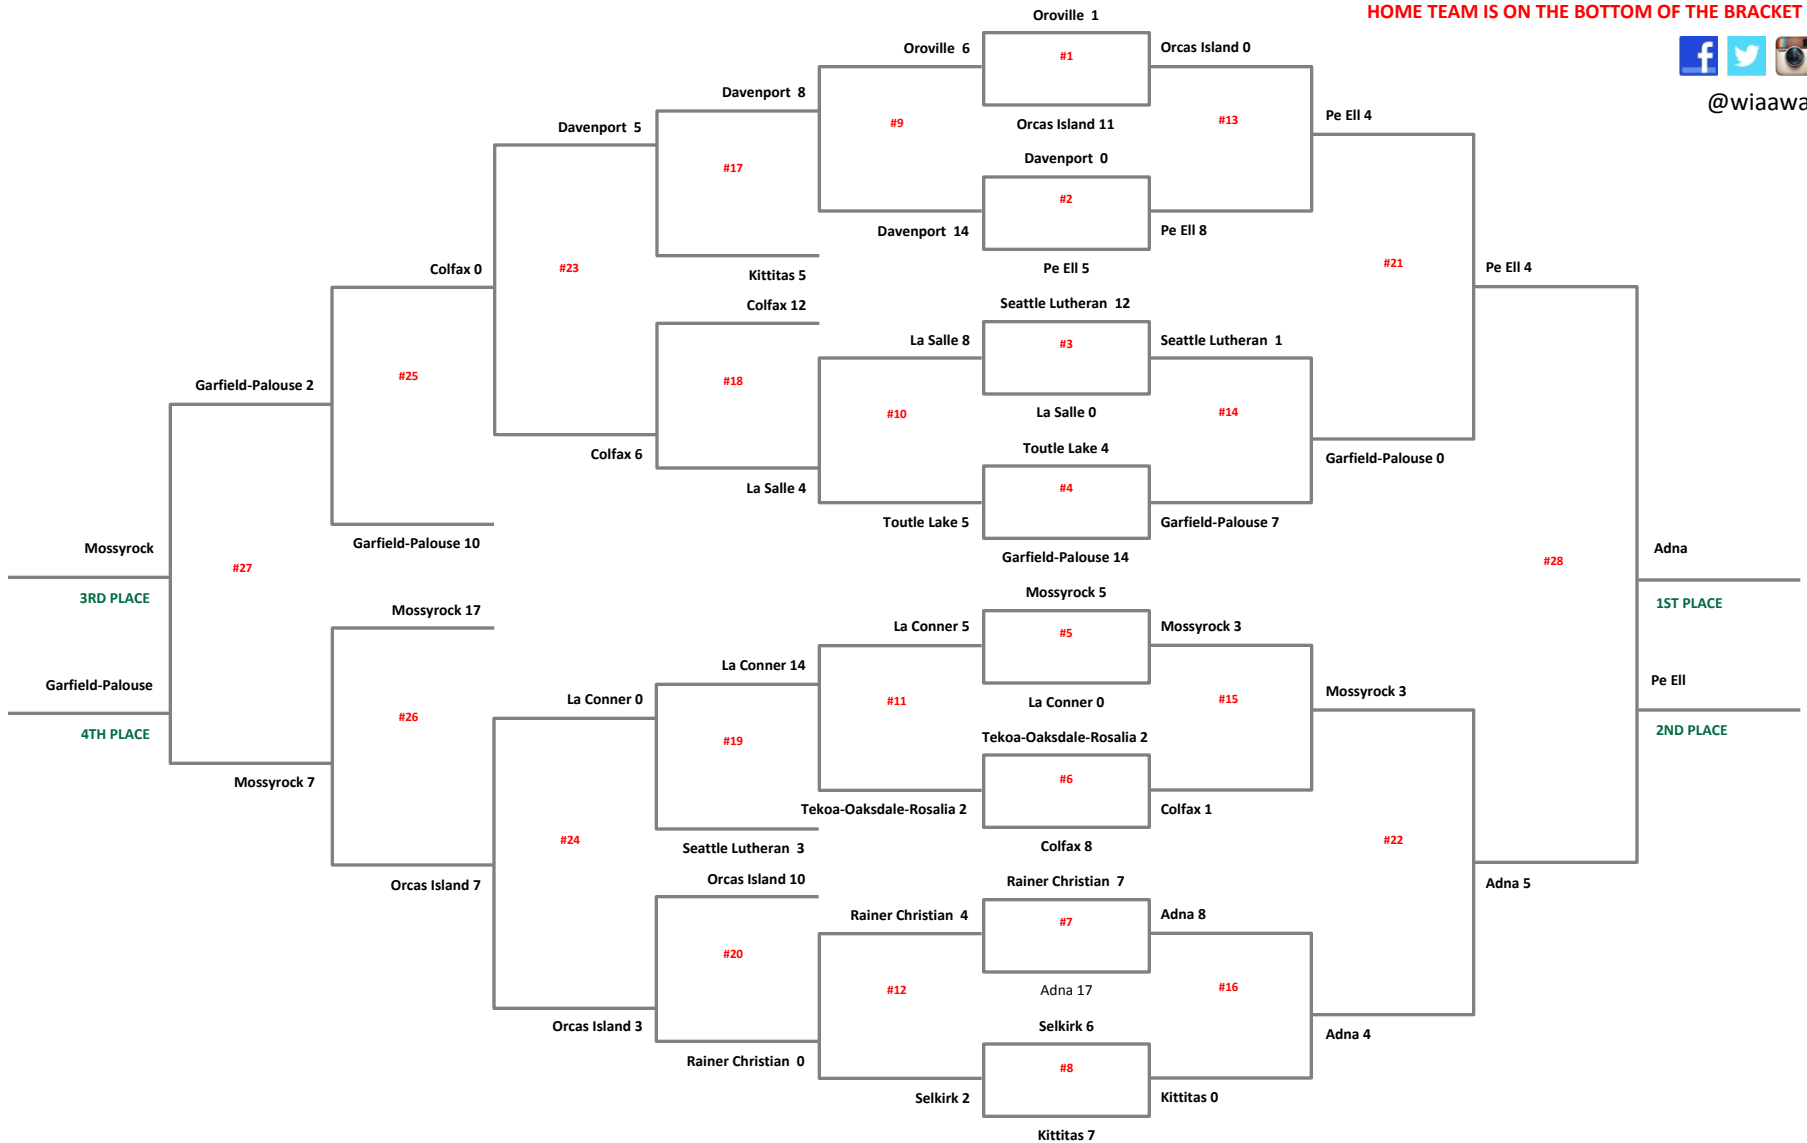 Oroville 1
HOME TEAM IS ON THE BOTTOM OF THE BRACKET
Oroville 6
#1
Orcas Island 0
@wiaawa
Davenport 8
Davenport 5
#9
Orcas Island 11
#13
Pe Ell 4
#17
Davenport 0
#2
Davenport 14
Pe Ell 8
Colfax 0
#23
Kittitas 5
Pe Ell 5
#21
Pe Ell 4
Colfax 12
Seattle Lutheran 12
La Salle 8
#3
Seattle Lutheran 1
Garfield-Palouse 2
#25
#18
#10
La Salle 0
#14
Toutle Lake 4
Colfax 6
Garfield-Palouse 0
La Salle 4
#4
Toutle Lake 5
Garfield-Palouse 7
Mossyrock
Garfield-Palouse 10
Garfield-Palouse 14
Adna
#27
#28
3RD PLACE
Mossyrock 17
Mossyrock 5
1ST PLACE
La Conner 5
#5
Mossyrock 3
La Conner 14
Garfield-Palouse
La Conner 0
#11
La Conner 0
#15
Mossyrock 3
Pe Ell
#26
4TH PLACE
#19
Tekoa-Oaksdale-Rosalia 2
2ND PLACE
Mossyrock 7
#6
Tekoa-Oaksdale-Rosalia 2
Colfax 1
#24
Seattle Lutheran 3
Colfax 8
#22
Orcas Island 7
Orcas Island 10
Rainer Christian 7
Adna 5
Rainer Christian 4
#7
Adna 8
#20
#12
Adna 17
#16
Orcas Island 3
Selkirk 6
Adna 4
Rainer Christian 0
#8
Selkirk 2
Kittitas 0
Kittitas 7